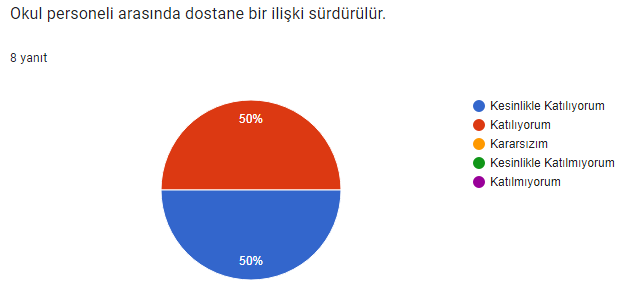 Okul personeli arasında dostane bir ilişki sürdürülür.
8 yanıt
50%
50%
Kesinlikle Katılıyorum
Katılıyorum
Kararsızım
Kesinlikle Katılmıyorum
Katılmıyorum